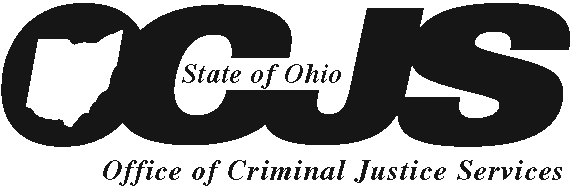 OCJS
State of Ohio
Office of Criminal Justice Services